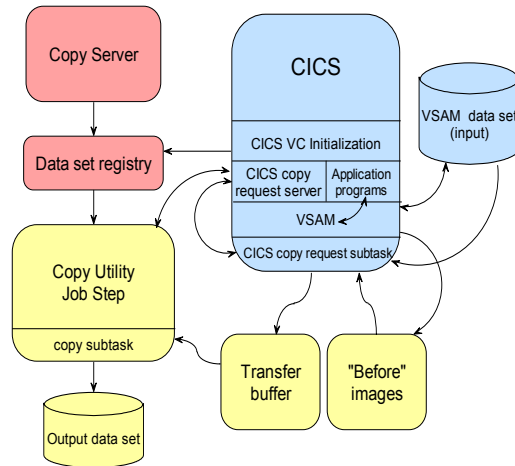 Copy Server
CICS
VSAM data set
(input)
CICS VC Initialization
Data set registry
CICS copy
request server
Application
programs
VSAM
CICS copy request subtask
Copy Utility
Job Step
copy subtask
Transfer
buffer
"Before"
images
Output data set